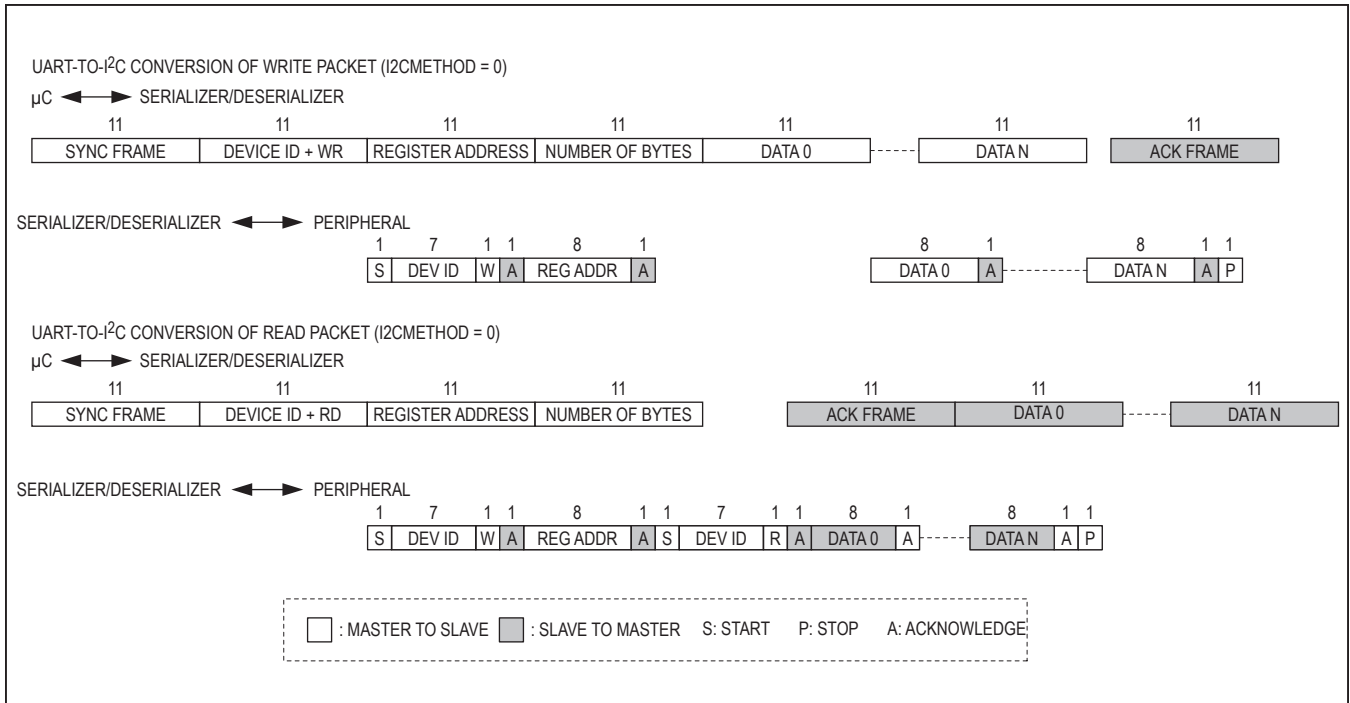 UART-TO-I2C CONVERSION OF WRITE PACKET (I2CMETHOD = 0)
µC SERIALIZER/DESERIALIZER
11 11 11 11 11 11 11
SYNC FRAME DEVICE ID + WR REGISTER ADDRESS NUMBER OF BYTES DATA 0 DATA N ACK FRAME
SERIALIZER/DESERIALIZER PERIPHERAL
1 7 1 1 8 1 8 1 8 1 1
S DEV ID W A REG ADDR A DATA 0 A DATA N A P
UART-TO-I2C CONVERSION OF READ PACKET (I2CMETHOD = 0)
µC SERIALIZER/DESERIALIZER
11 11 11 11 11 11 11
SYNC FRAME DEVICE ID + RD REGISTER ADDRESS NUMBER OF BYTES ACK FRAME DATA 0 DATA N
SERIALIZER/DESERIALIZER PERIPHERAL
1 7 1 1 8 1 1 7 1 1 8 1 8 1 1
S DEV ID W A REG ADDR A S DEV ID R A DATA 0 A DATA N A P
: MASTER TO SLAVE : SLAVE TO MASTER S: START P: STOP A: ACKNOWLEDGE